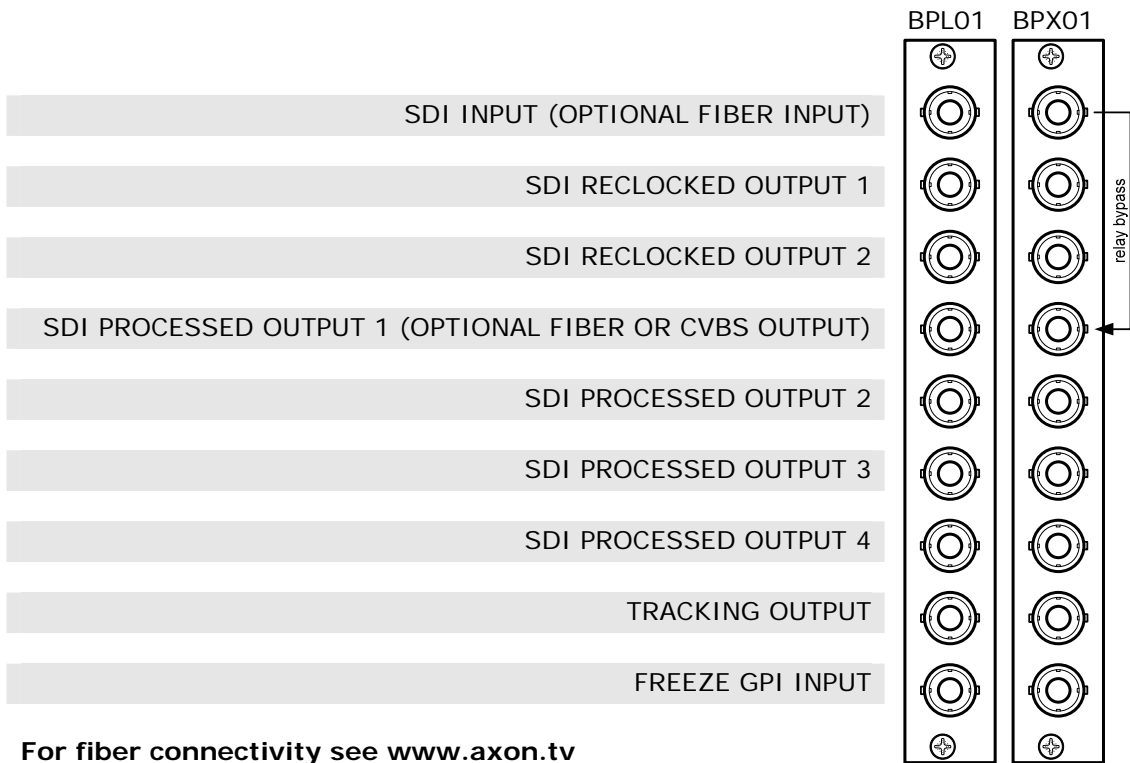 BPL01 BPX01
SDI INPUT (OPTIONAL FIBER INPUT)
SDI RECLOCKED OUTPUT 1
relay bypass
SDI RECLOCKED OUTPUT 2
SDI PROCESSED OUTPUT 1 (OPTIONAL FIBER OR CVBS OUTPUT)
SDI PROCESSED OUTPUT 2
SDI PROCESSED OUTPUT 3
SDI PROCESSED OUTPUT 4
TRACKING OUTPUT
FREEZE GPI INPUT
For fiber connectivity see www.axon.tv